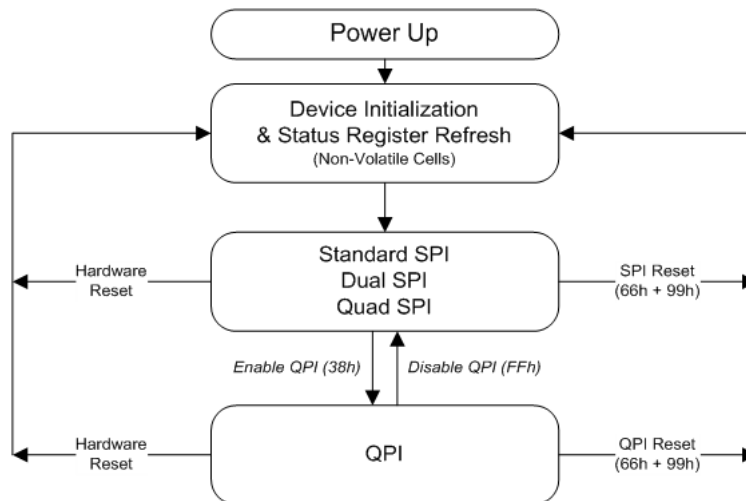 Power Up
Device Initialization
& Status Register Refresh
(Non-Volatile Cells)
Standard SPI
Dual SPI
Quad SPI
Hardware
Reset
SPI Reset
(66h + 99h)
Enable QPI (38h)
Disable QPI (FFh)
QPI
Hardware
Reset
QPI Reset
(66h + 99h)